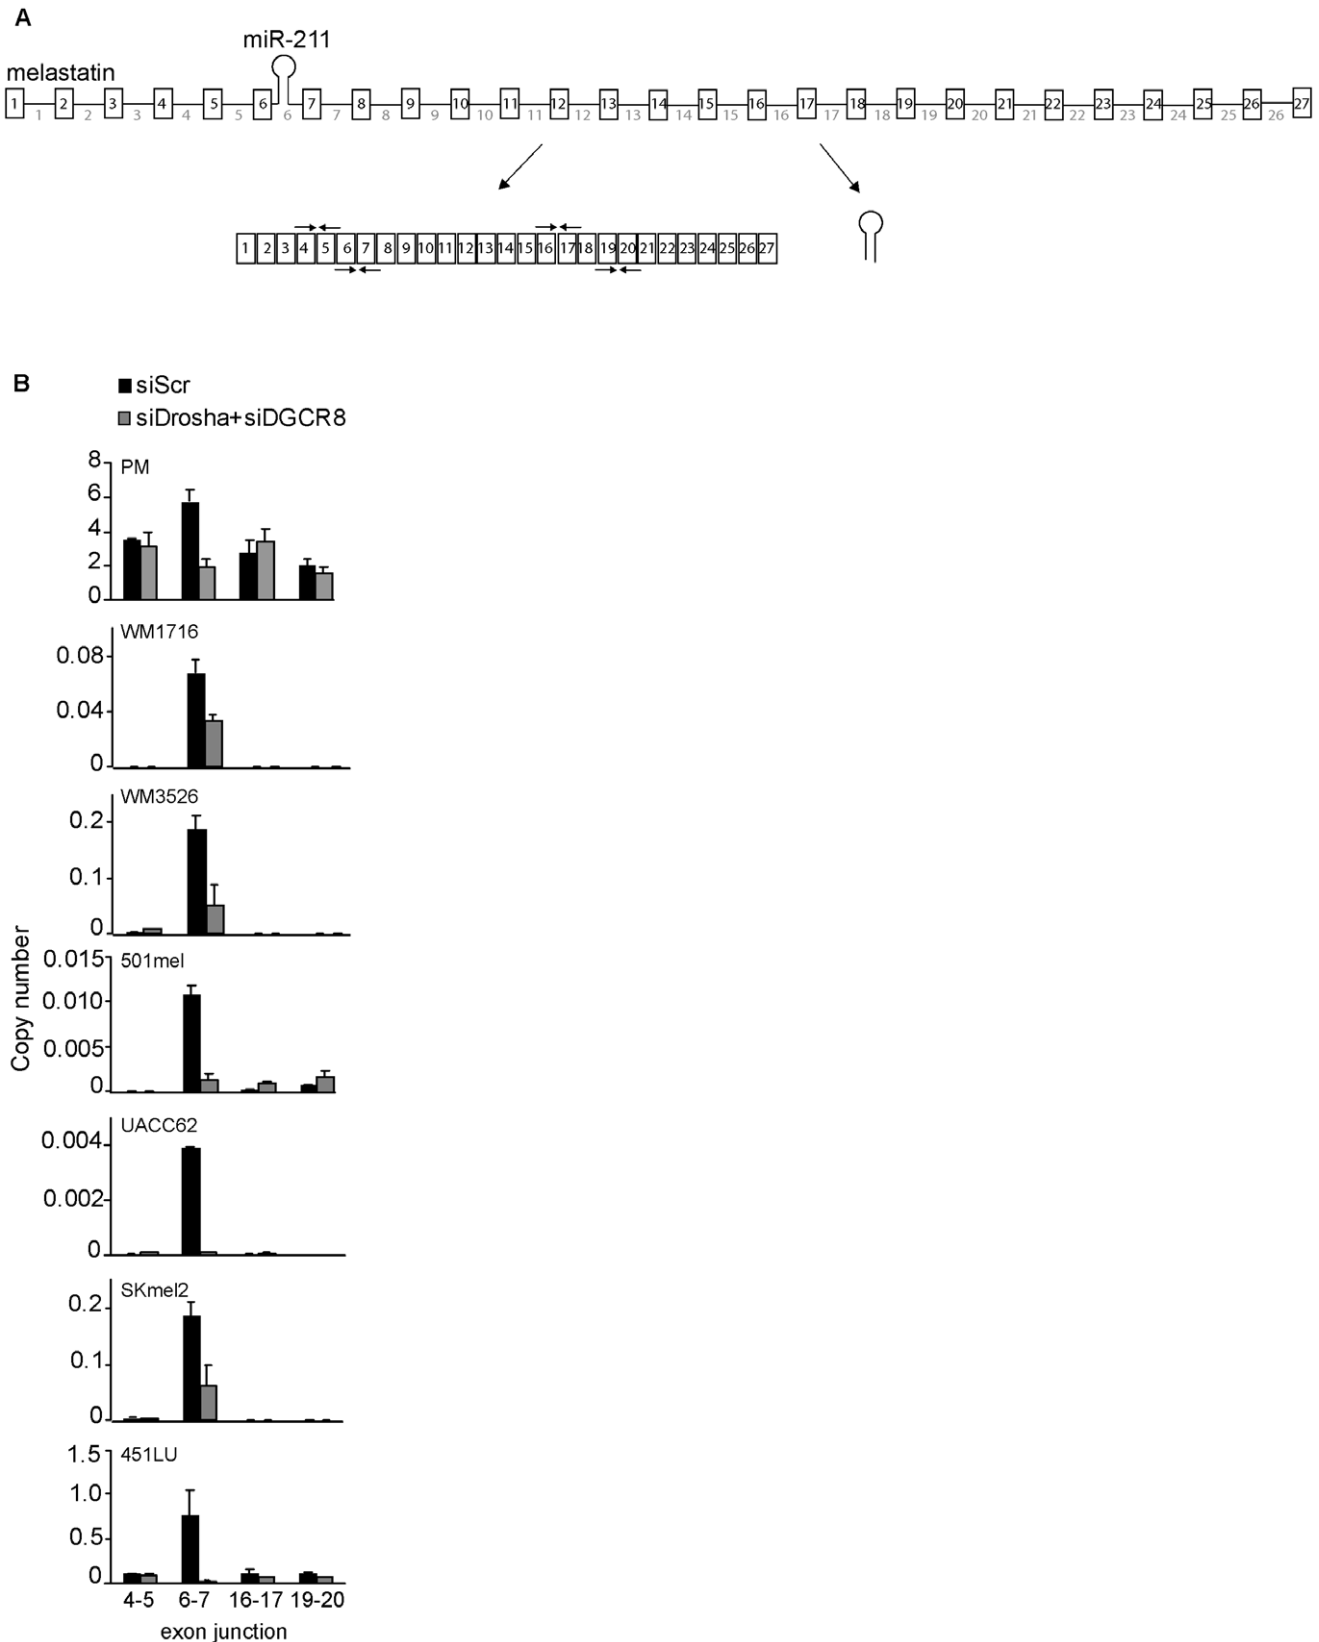 A
miR-211
melastatin
1 2 3 4 5 6 7 8 9 10 11 12 13 14 15 16 17 18 19 20 21 22 23 24 25 26 27
1 2 3 4 5 6 7 8 9 10 11 12 13 14 15 16 17 18 19 20 21 22 23 24 25 26
1 2 3 4 5 6 7 8 9 10 11 12 13 14 15 16 17 18 19 20 21 22 23 24 25 26 27
B
siScr
siDrosha+siDGCR8
Copy number
PM
8
6
4
2
0
WM1716
0.08
0.04
0
WM3526
0.2
0.1
0
501mel
0.015
0.010
0.005
0
UACC62
0.004
0.002
0
SKmel2
0.2
0.1
0
451LU
1.5
1.0
0.5
0
4-5 6-7 16-17 19-20
exon junction